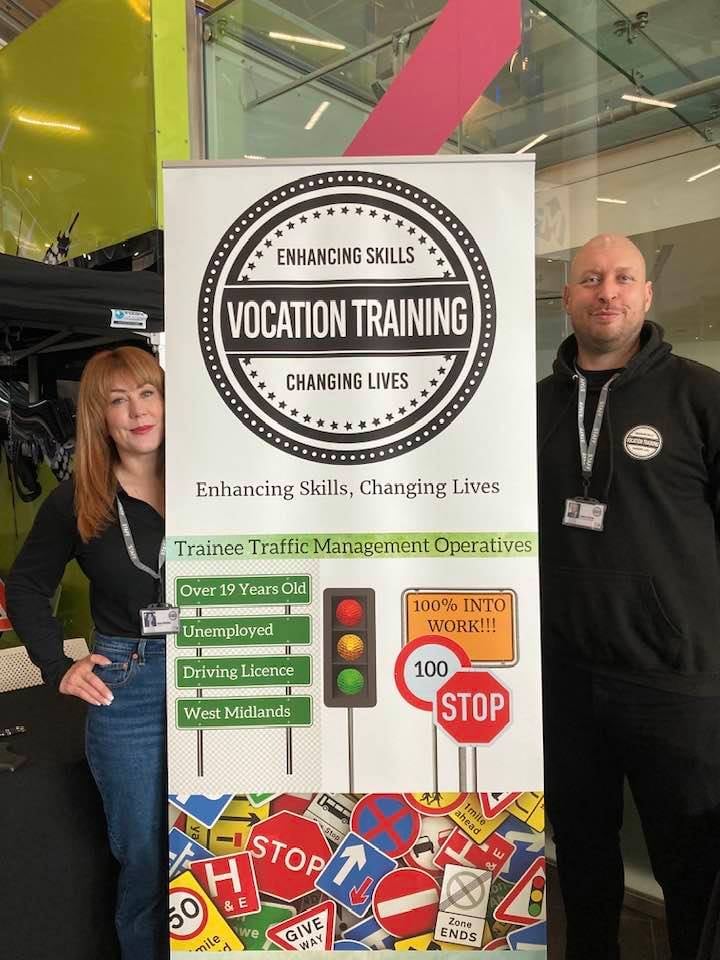 ENHANCING SKILLS
VOCATION TRAINING
CHANGING LIVES
Enhancing Skills, Changing Lives
Trainee Traffic Management Operatives
Over 19 Years Old
Unemployed
Driving Licence
West Midlands
100% INTO
WORK!!!
100
STOP
STOP
H
& E
50
mile
GIVE
WAY
1 mile
ahead
Zone
ENDS
VOCATION TRAINING